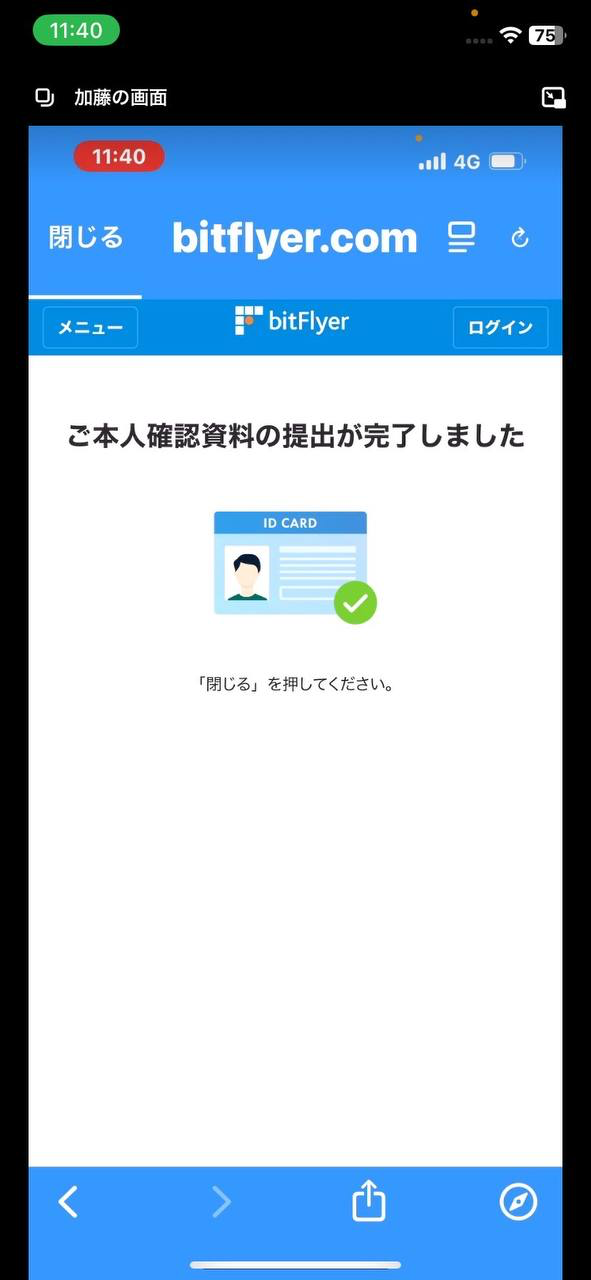 11:40
75
加藤の画面
11:40
4G
閉じる
bitflyer.com
メニュー
bitFlyer
ログイン
ご本人確認資料の提出が完了しました
ID CARD
「閉じる」を押してください。